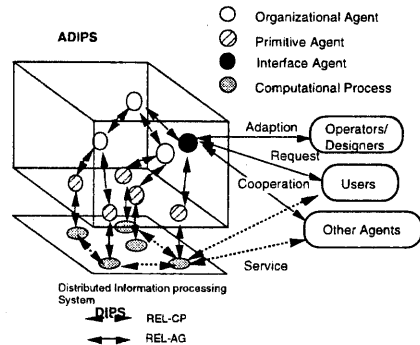 ADIPS
Organizational Agent
Primitive Agent
Interface Agent
Computational Process
Adaption
Operators/
Designers
Request
Users
Cooperation
Other Agents
Service
Distributed Information processing
System
DIPS
REL-CP
REL-AG